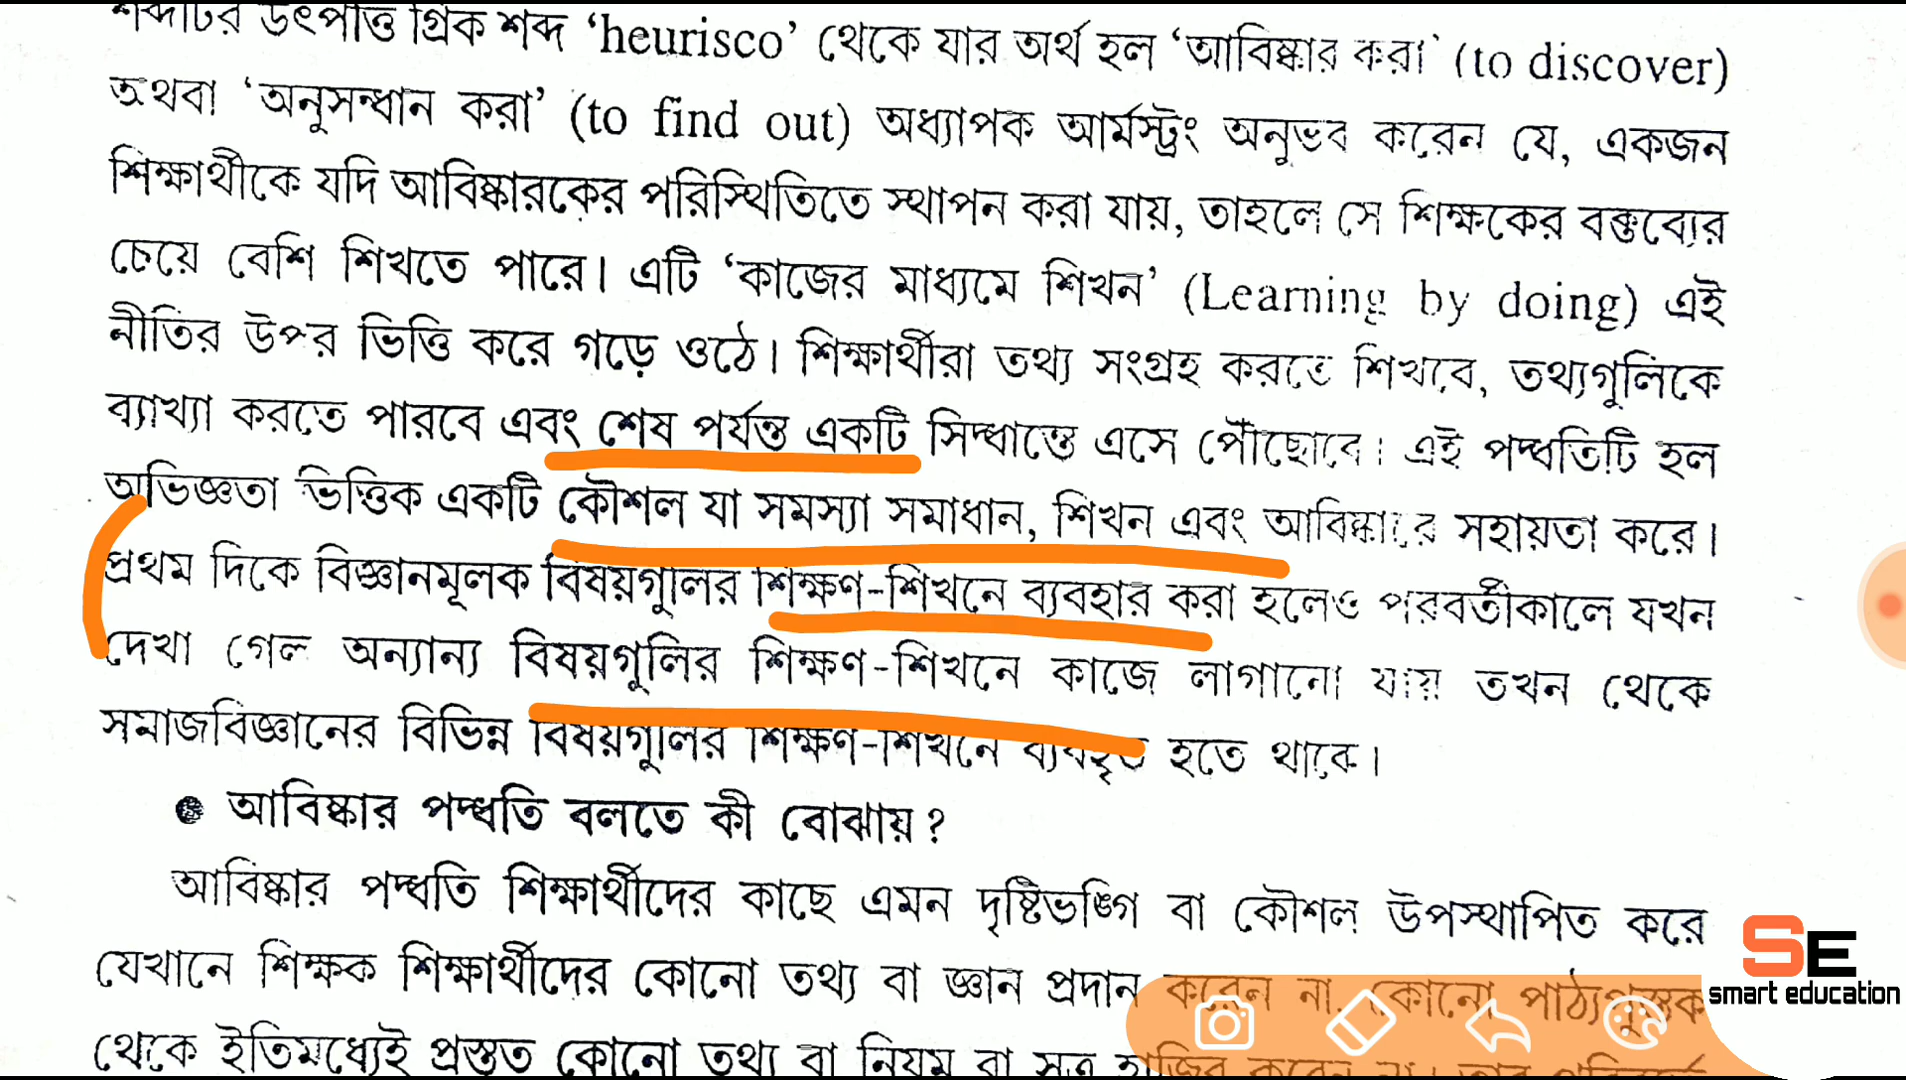 শব্দটির উৎপত্তি গ্রিক শব্দ ‘heurisco’ থেকে যার অর্থ হল ‘আবিষ্কার করা’ (to discover)
অথবা ‘অনুসন্ধান করা’ (to find out) অধ্যাপক আর্মস্ট্রং অনুভব করেন যে, একজন
শিক্ষার্থীকে যদি আবিষ্কারকের পরিস্থিতিতে স্থাপন করা যায়, তাহলে সে শিক্ষকের বক্তব্যের
চেয়ে বেশি শিখতে পারে। এটি ‘কাজের মাধ্যমে শিখন’ (Learning by doing) এই
নীতির উপর ভিত্তি করে গড়ে ওঠে। শিক্ষার্থীরা তথ্য সংগ্রহ করতে শিখবে, তথ্যগুলিকে
ব্যাখ্যা করতে পারবে এবং শেষ পর্যন্ত একটি সিদ্ধান্তে এসে পৌঁছোবে। এই পদ্ধতিটি হল
অভিজ্ঞতা ভিত্তিক একটি কৌশল যা সমস্যা সমাধান, শিখন এবং আবিষ্কারে সহায়তা করে।
প্রথম দিকে বিজ্ঞানমূলক বিষয়গুলির শিক্ষণ-শিখনে ব্যবহার করা হলেও পরবর্তীকালে যখন
দেখা গেল অন্যান্য বিষয়গুলির শিক্ষণ-শিখনে কাজে লাগানো যায় তখন থেকে
সমাজবিজ্ঞানের বিভিন্ন বিষয়গুলির শিক্ষণ-শিখনে ব্যবহৃত হতে থাকে।
● আবিষ্কার পদ্ধতি বলতে কী বোঝায়?
আবিষ্কার পদ্ধতি শিক্ষার্থীদের কাছে এমন দৃষ্টিভঙ্গি বা কৌশল উপস্থাপিত করে
যেখানে শিক্ষক শিক্ষার্থীদের কোনো তথ্য বা জ্ঞান প্রদান করেন না, কোনো পাঠ্যপুস্তক
থেকে ইতিমধ্যেই প্রস্তুত কোনো তথ্য বা নিয়ম বা সূত্র হাজির করেন না। তার পরিবর্তে
SE
smart education